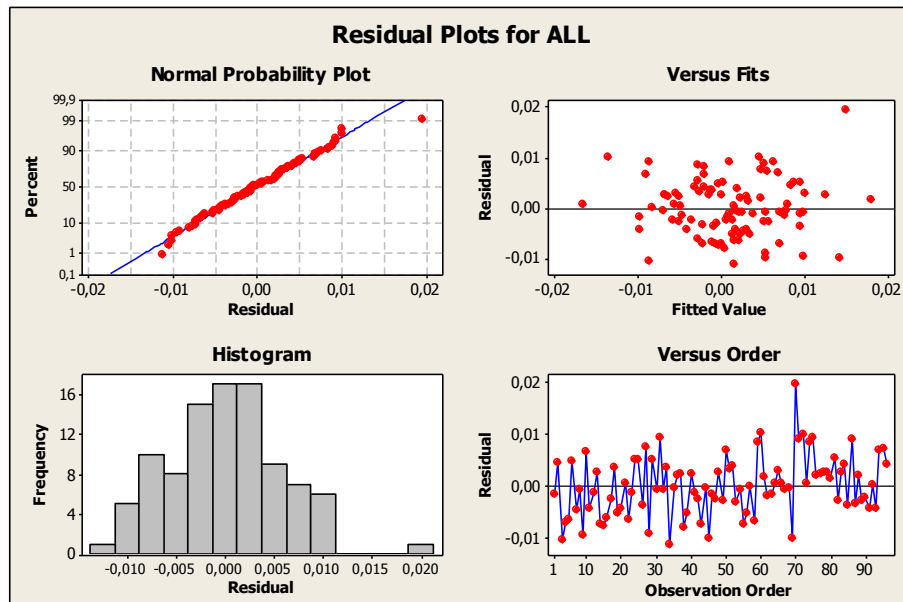 Residual Plots for ALL
Normal Probability Plot
99,9
99
90
50
10
1
0,1
Percent
-0,02 -0,01 0,00 0,01 0,02
Residual
Versus Fits
0,02
0,01
0,00
-0,01
Residual
-0,02 -0,01 0,00 0,01 0,02
Fitted Value
Histogram
16
12
8
4
0
Frequency
-0,010 -0,005 0,000 0,005 0,010 0,015 0,020
Residual
Versus Order
0,02
0,01
0,00
-0,01
Residual
1 10 20 30 40 50 60 70 80 90
Observation Order